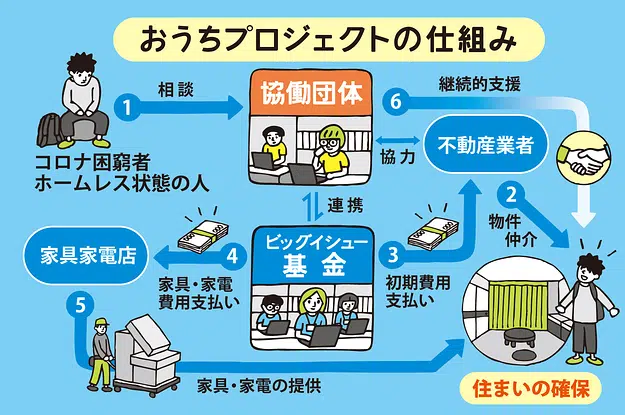 おうちプロジェクトの仕組み
1
相談
協働団体
6
継続的支援
コロナ困窮者
ホームレス状態の人
協力
不動産業者
連携
2
物件
仲介
家具家電店
4
家具・家電
費用支払い
ビッグイシュー
基金
3
初期費用
支払い
5
家具・家電の提供
住まいの確保